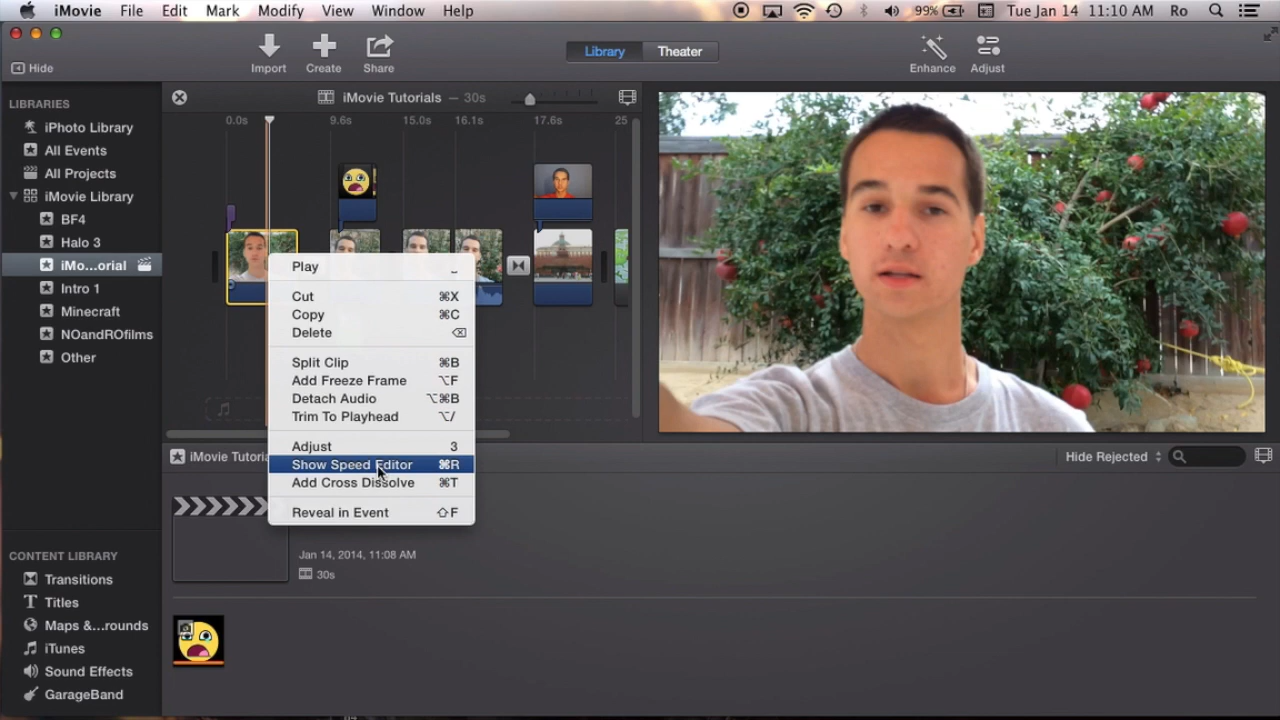 iMovie File Edit Mark Modify View Window Help 99% Tue Jan 14 11:10 AM Ro
Hide Import Create Share Library Theater Enhance Adjust
LIBRARIES
iPhoto Library
All Events
All Projects
iMovie Library
BF4
Halo 3
iMo...orial
Intro 1
Minecraft
NOandROfilms
Other
CONTENT LIBRARY
Transitions
Titles
Maps &...rounds
iTunes
Sound Effects
GarageBand
iMovie Tutorials — 30s
0.0s 9.6s 15.0s 16.1s 17.6s 25
Play
Cut ⌘X
Copy ⌘C
Delete ⌫
Split Clip ⌘B
Add Freeze Frame ⌥F
Detach Audio ⌥⌘B
Trim To Playhead ⌥/
Adjust 3
Show Speed Editor ⌘R
Add Cross Dissolve ⌘T
Reveal in Event ⇧F
iMovie Tutoria Hide Rejected
Jan 14, 2014, 11:08 AM
30s